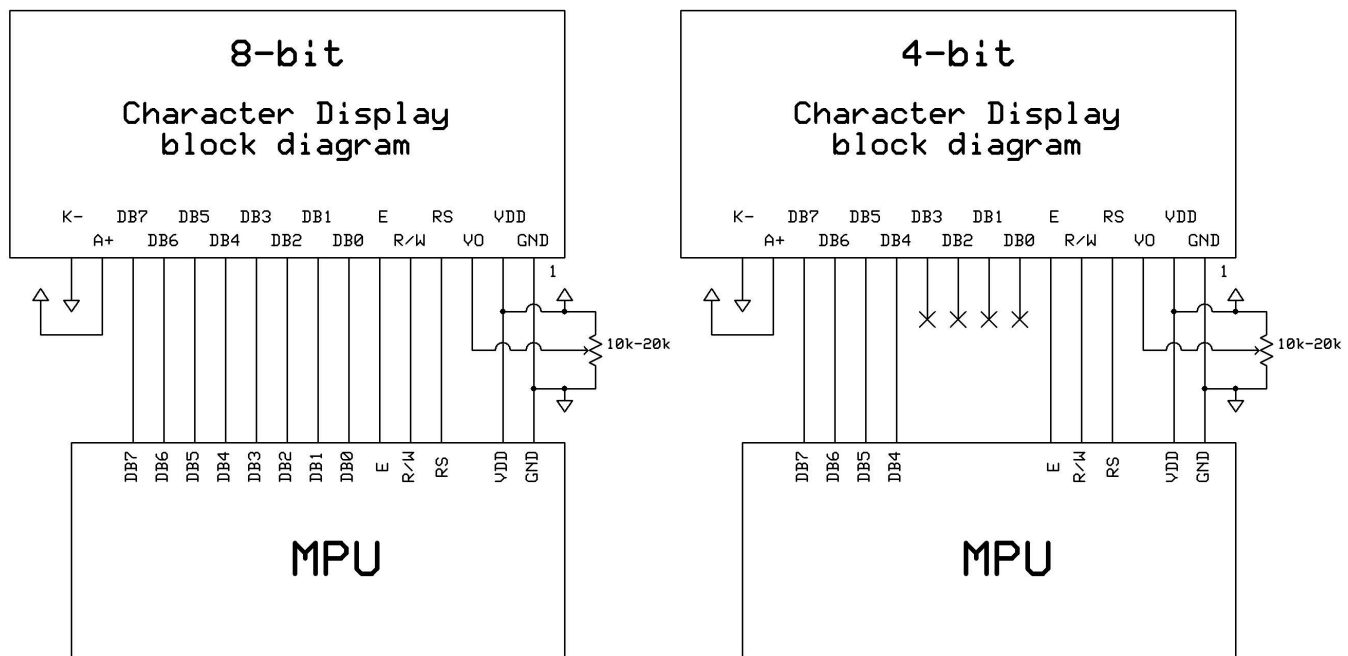 8-bit
Character Display
block diagram
K- DB7 DB5 DB3 DB1 E RS VDD
A+ DB6 DB4 DB2 DB0 R/W VO GND
1
10k-20k
DB7 DB6 DB5 DB4 DB3 DB2 DB1 DB0 E R/W RS VDD GND
MPU
4-bit
Character Display
block diagram
K- DB7 DB5 DB3 DB1 E RS VDD
A+ DB6 DB4 DB2 DB0 R/W VO GND
1
10k-20k
DB7 DB6 DB5 DB4 E R/W RS VDD GND
MPU